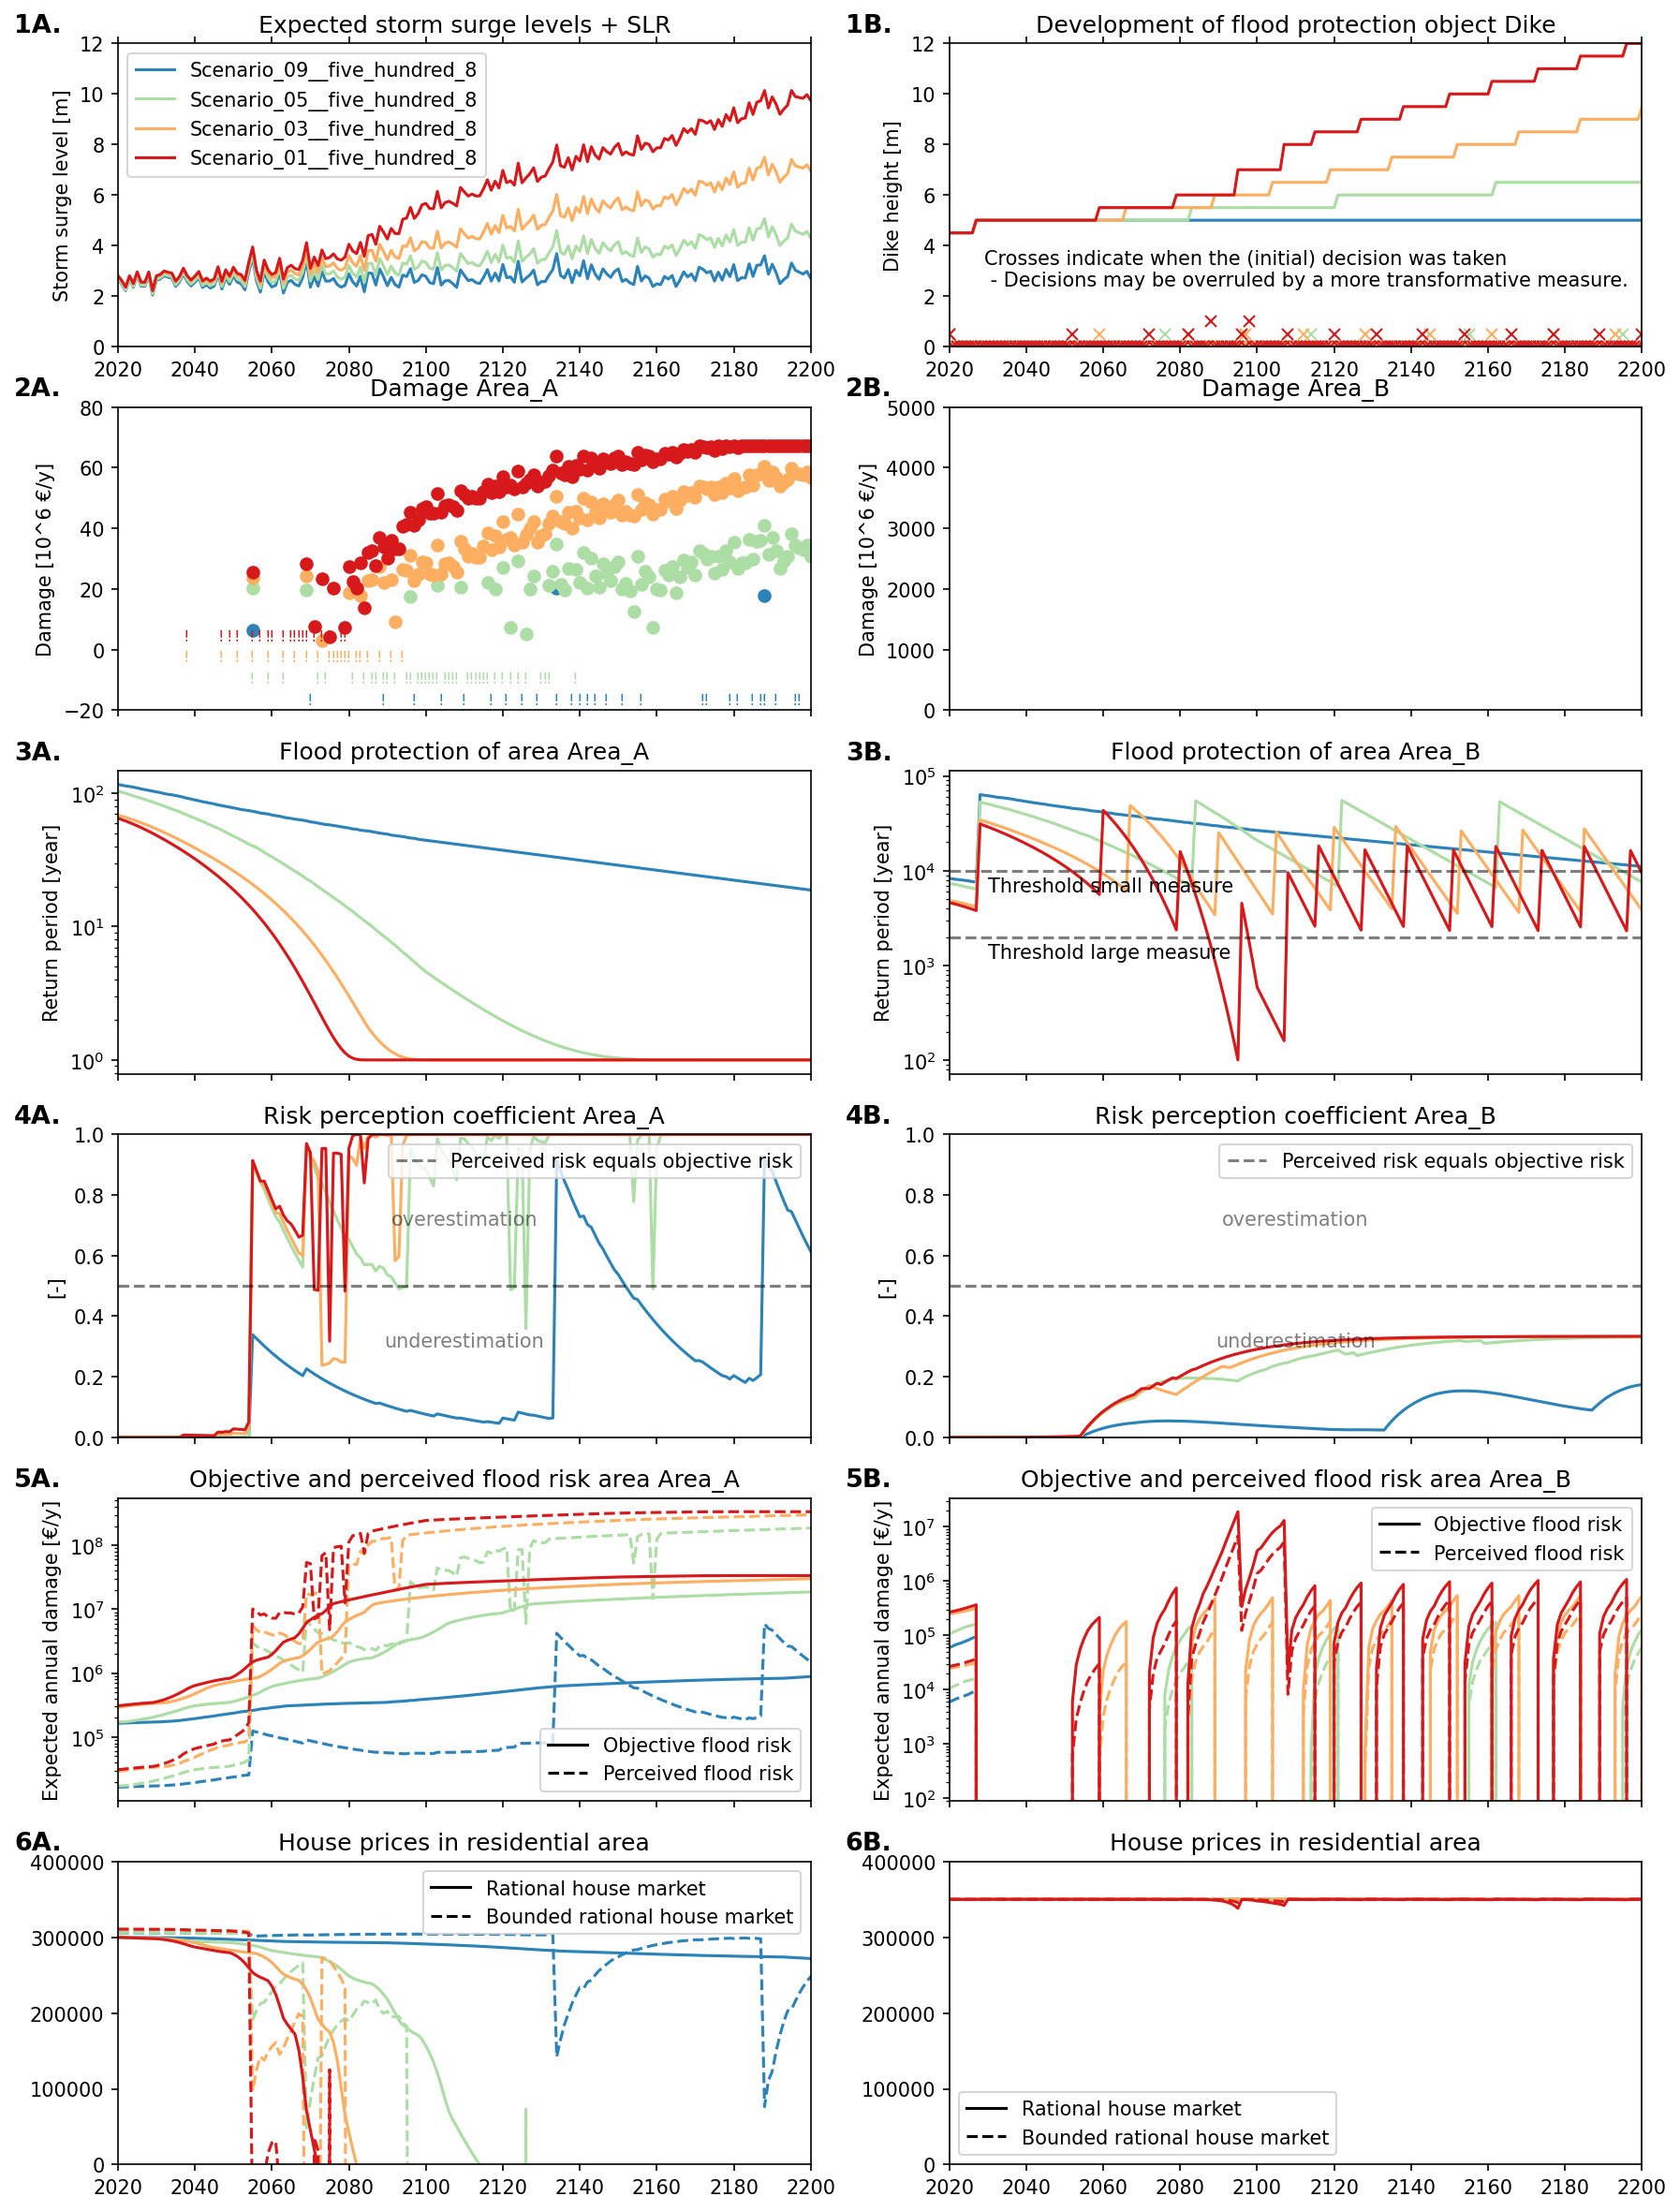 1A.
Expected storm surge levels + SLR
12
10
8
6
4
2
0
Storm surge level [m]
Scenario_09__five_hundred_8
Scenario_05__five_hundred_8
Scenario_03__five_hundred_8
Scenario_01__five_hundred_8
2020 2040 2060 2080 2100 2120 2140 2160 2180 2200
1B.
Development of flood protection object Dike
12
10
8
6
4
2
0
Dike height [m]
Crosses indicate when the (initial) decision was taken
- Decisions may be overruled by a more transformative measure.
2020 2040 2060 2080 2100 2120 2140 2160 2180 2200
2A.
Damage Area_A
80
60
40
20
0
−20
Damage [10^6 €/y]
2B.
Damage Area_B
5000
4000
3000
2000
1000
0
Damage [10^6 €/y]
3A.
Flood protection of area Area_A
10²
10¹
10⁰
Return period [year]
3B.
Flood protection of area Area_B
10⁵
10⁴
10³
10²
Return period [year]
Threshold small measure
Threshold large measure
4A.
Risk perception coefficient Area_A
1.0
0.8
0.6
0.4
0.2
0.0
[-]
Perceived risk equals objective risk
overestimation
underestimation
4B.
Risk perception coefficient Area_B
1.0
0.8
0.6
0.4
0.2
0.0
[-]
Perceived risk equals objective risk
overestimation
underestimation
5A.
Objective and perceived flood risk area Area_A
10⁸
10⁷
10⁶
10⁵
Expected annual damage [€/y]
Objective flood risk
Perceived flood risk
5B.
Objective and perceived flood risk area Area_B
10⁷
10⁶
10⁵
10⁴
10³
10²
Expected annual damage [€/y]
Objective flood risk
Perceived flood risk
6A.
House prices in residential area
400000
300000
200000
100000
0
Rational house market
Bounded rational house market
2020 2040 2060 2080 2100 2120 2140 2160 2180 2200
6B.
House prices in residential area
400000
300000
200000
100000
0
Rational house market
Bounded rational house market
2020 2040 2060 2080 2100 2120 2140 2160 2180 2200